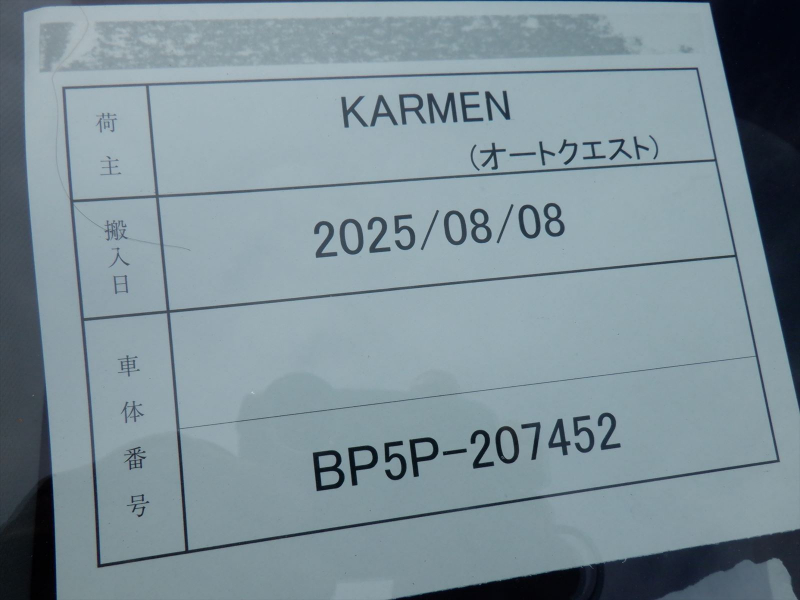 荷主
KARMEN
(オートクエスト)
搬入日
2025/08/08
車体番号
BP5P-207452